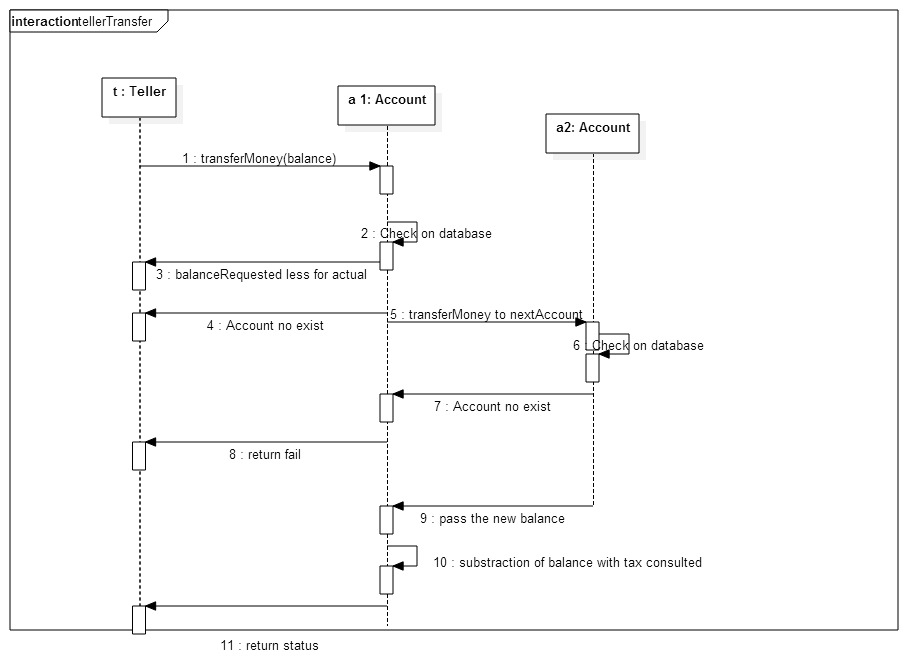 interactiontellerTransfer
t : Teller
a 1: Account
a2: Account
1 : transferMoney(balance)
2 : Check on database
3 : balanceRequested less for actual
4 : Account no exist
5 : transferMoney to nextAccount
6 : Check on database
7 : Account no exist
8 : return fail
9 : pass the new balance
10 : substraction of balance with tax consulted
11 : return status